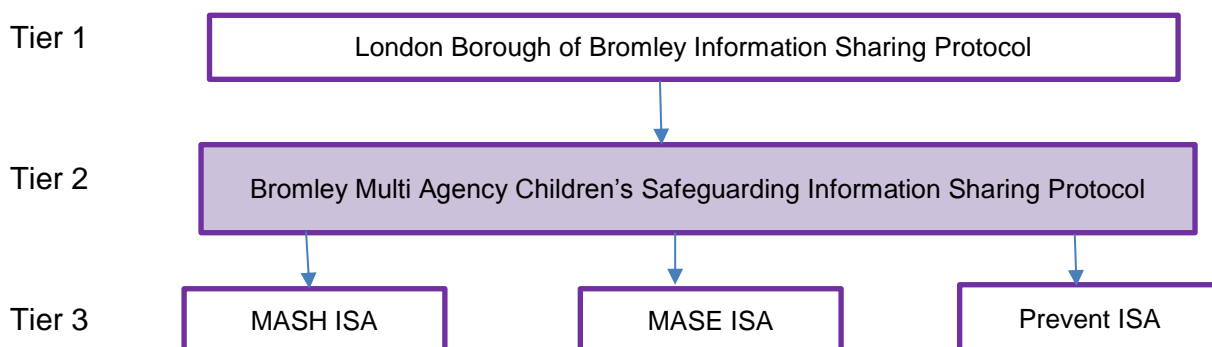 Tier 1
London Borough of Bromley Information Sharing Protocol
Tier 2
Bromley Multi Agency Children's Safeguarding Information Sharing Protocol
Tier 3
MASH ISA
MASE ISA
Prevent ISA